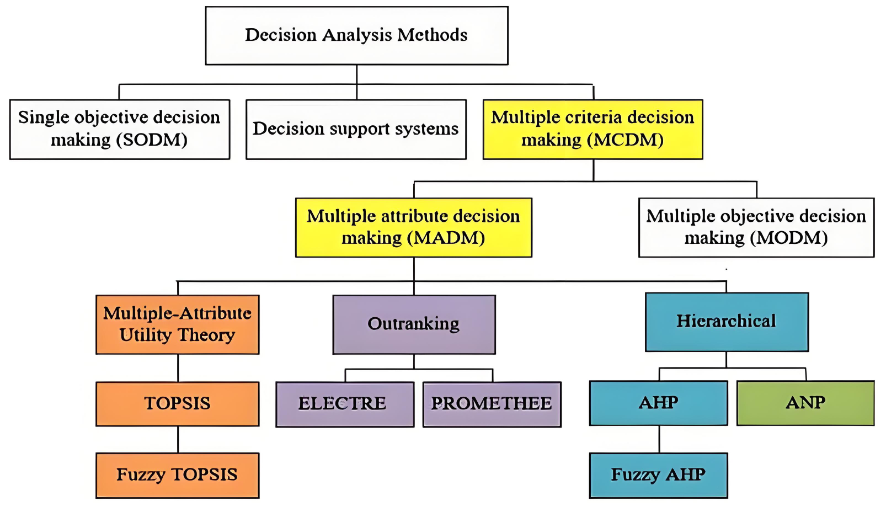 Decision Analysis Methods
Single objective decision
making (SODM)
Decision support systems
Multiple criteria decision
making (MCDM)
Multiple attribute decision
making (MADM)
Multiple objective decision
making (MODM)
Multiple-Attribute
Utility Theory
Outranking
Hierarchical
TOPSIS
ELECTRE
PROMETHEE
AHP
ANP
Fuzzy TOPSIS
Fuzzy AHP